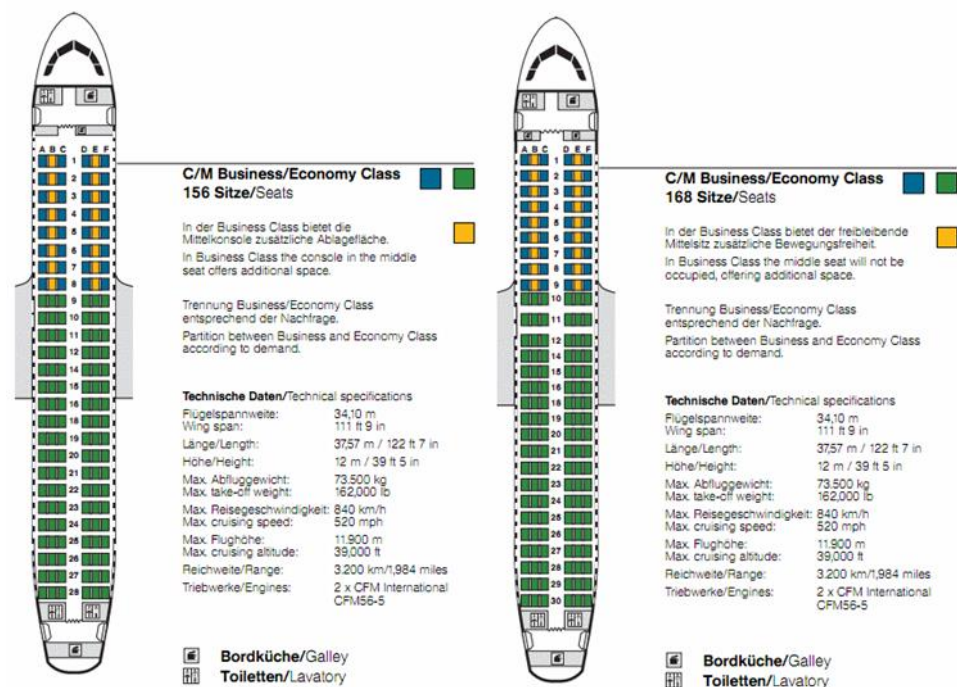 A B C D E F
1
2
3
4
5
6
7
8
9
10
11
12
14
15
16
18
19
20
21
22
23
24
25
26
27
28
C/M Business/Economy Class
156 Sitze/Seats
In der Business Class bietet die
Mittelkonsole zusätzliche Ablagefläche.
In Business Class the console in the middle
seat offers additional space.
Trennung Business/Economy Class
entsprechend der Nachfrage.
Partition between Business and Economy Class
according to demand.
Technische Daten/Technical specifications
Flügelspannweite: 34,10 m
Wing span: 111 ft 9 in
Länge/Length: 37,57 m / 122 ft 7 in
Höhe/Height: 12 m / 39 ft 5 in
Max. Abfluggewicht: 73.500 kg
Max. take-off weight: 162,000 lb
Max. Reisegeschwindigkeit: 840 km/h
Max. cruising speed: 520 mph
Max. Flughöhe: 11.900 m
Max. cruising altitude: 39,000 ft
Reichweite/Range: 3.200 km/1,984 miles
Triebwerke/Engines: 2 x CFM International
CFM56-5
Bordküche/Galley
Toiletten/Lavatory
A B C D E F
1
2
3
4
5
6
7
8
9
10
11
12
14
15
16
18
19
20
21
22
23
24
25
26
27
28
29
30
C/M Business/Economy Class
168 Sitze/Seats
In der Business Class bietet der freibleibende
Mittelsitz zusätzliche Bewegungsfreiheit.
In Business Class the middle seat will not be
occupied, offering additional space.
Trennung Business/Economy Class
entsprechend der Nachfrage.
Partition between Business and Economy Class
according to demand.
Technische Daten/Technical specifications
Flügelspannweite: 34,10 m
Wing span: 111 ft 9 in
Länge/Length: 37,57 m / 122 ft 7 in
Höhe/Height: 12 m / 39 ft 5 in
Max. Abfluggewicht: 73.500 kg
Max. take-off weight: 162,000 lb
Max. Reisegeschwindigkeit: 840 km/h
Max. cruising speed: 520 mph
Max. Flughöhe: 11.900 m
Max. cruising altitude: 39,000 ft
Reichweite/Range: 3.200 km/1,984 miles
Triebwerke/Engines: 2 x CFM International
CFM56-5
Bordküche/Galley
Toiletten/Lavatory